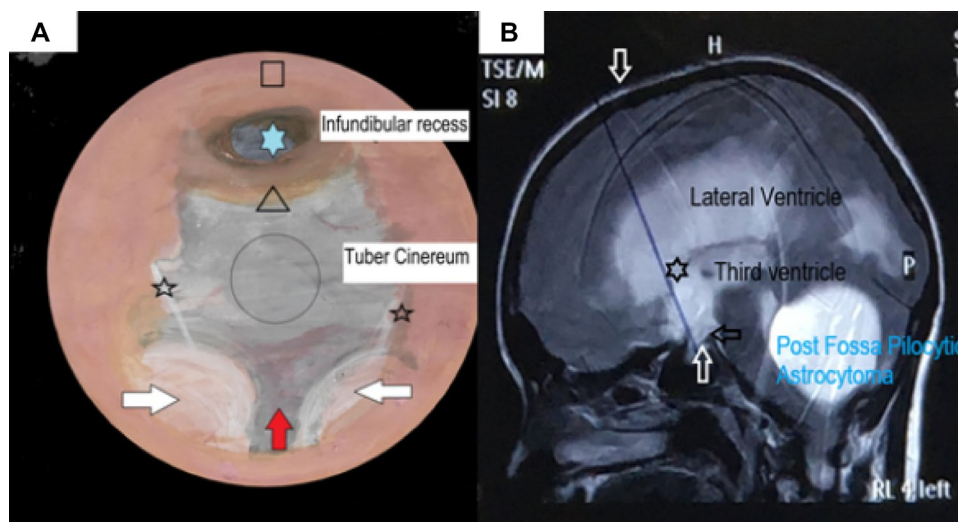 A
Infundibular recess
Tuber Cinereum
B
TSE/M
SI 8
H
S
Lateral Ventricle
Third ventricle
P
Post Fossa Pilocytic
Astrocytoma
RL 4 left